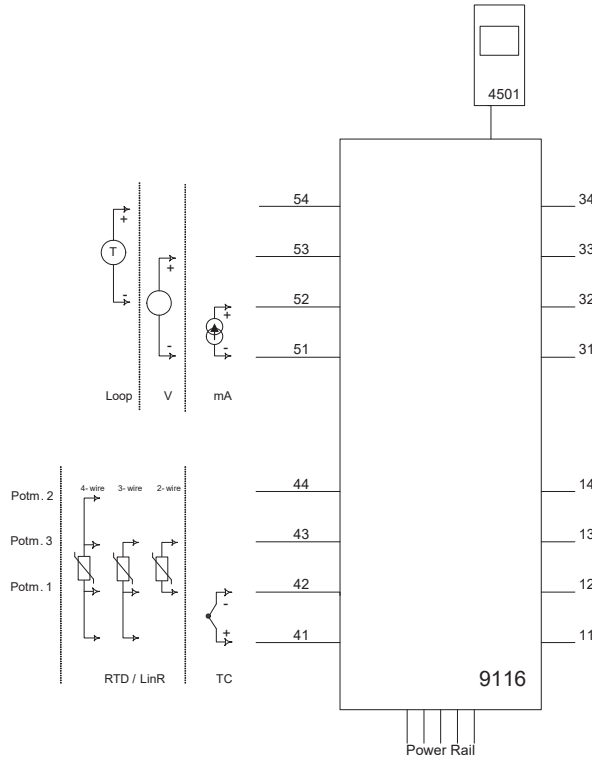 4501
54
34
+
T
53
33
+
-
52
32
+
51
31
-
-
Loop
V
mA
44
14
4- wire
3- wire
2- wire
Potm. 2
43
13
Potm. 3
42
12
Potm. 1
-
+
41
11
RTD / LinR
TC
9116
Power Rail